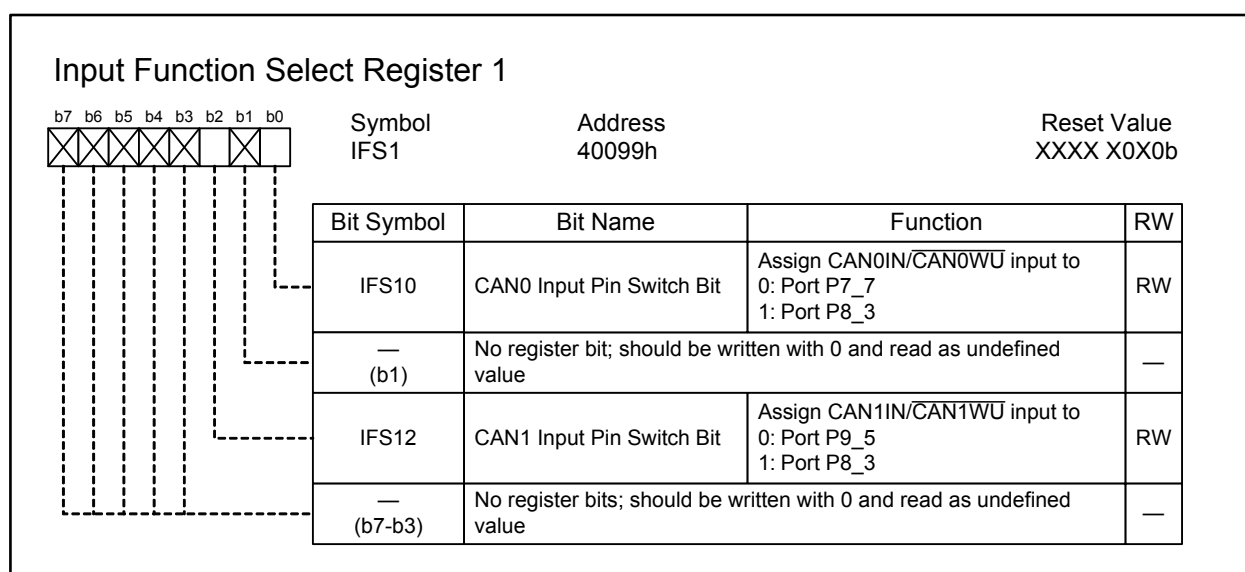 Input Function Select Register 1
b7 b6 b5 b4 b3 b2 b1 b0
Symbol Address Reset Value
IFS1 40099h XXXX X0X0b
Bit Symbol Bit Name Function RW
IFS10 CAN0 Input Pin Switch Bit Assign CAN0IN/CAN0WU input to RW
0: Port P7_7
1: Port P8_3
— No register bit; should be written with 0 and read as undefined —
(b1) value
IFS12 CAN1 Input Pin Switch Bit Assign CAN1IN/CAN1WU input to RW
0: Port P9_5
1: Port P8_3
— No register bits; should be written with 0 and read as undefined —
(b7-b3) value